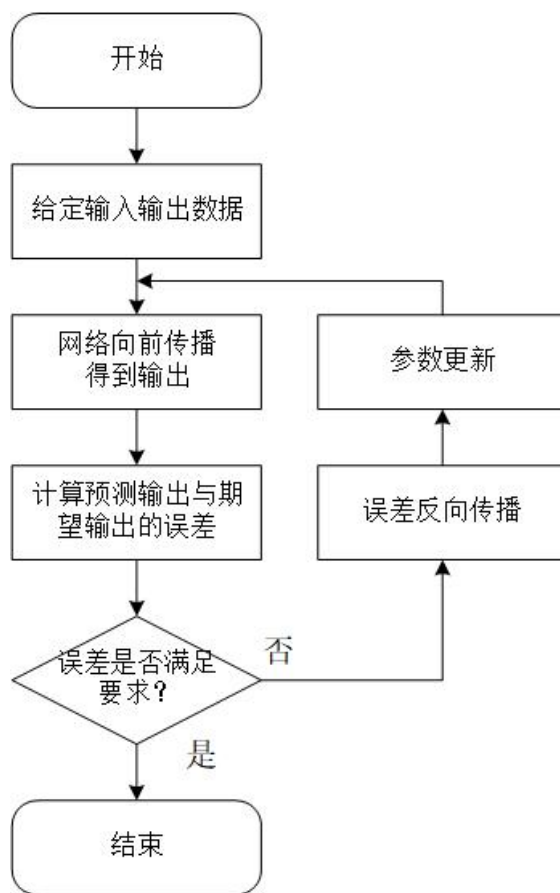 开始
给定输入输出数据
网络向前传播
得到输出
计算预测输出与期
望输出的误差
误差是否满足
要求?
否
是
结束
误差反向传播
参数更新